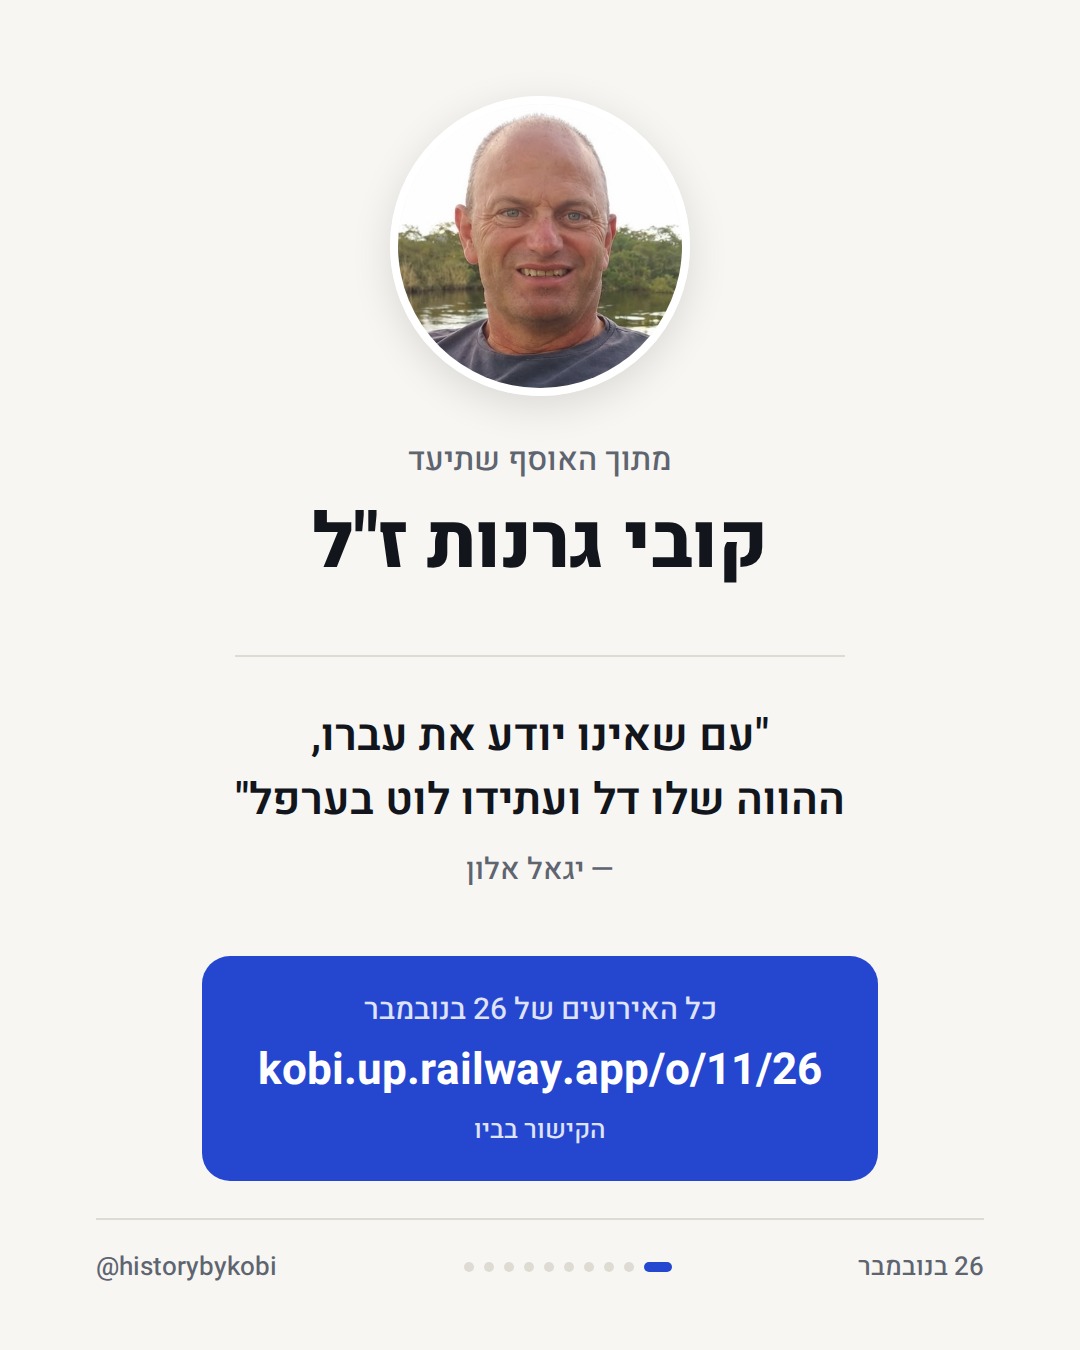 מתוך האוסף שתיעד
קובי גרנות ז"ל
"עם שאינו יודע את עברו,
ההווה שלו דל ועתידו לוט בערפל"
— יגאל אלון
כל האירועים של 26 בנובמבר
kobi.up.railway.app/o/11/26
הקישור בביו
26 בנובמבר
@historybykobi